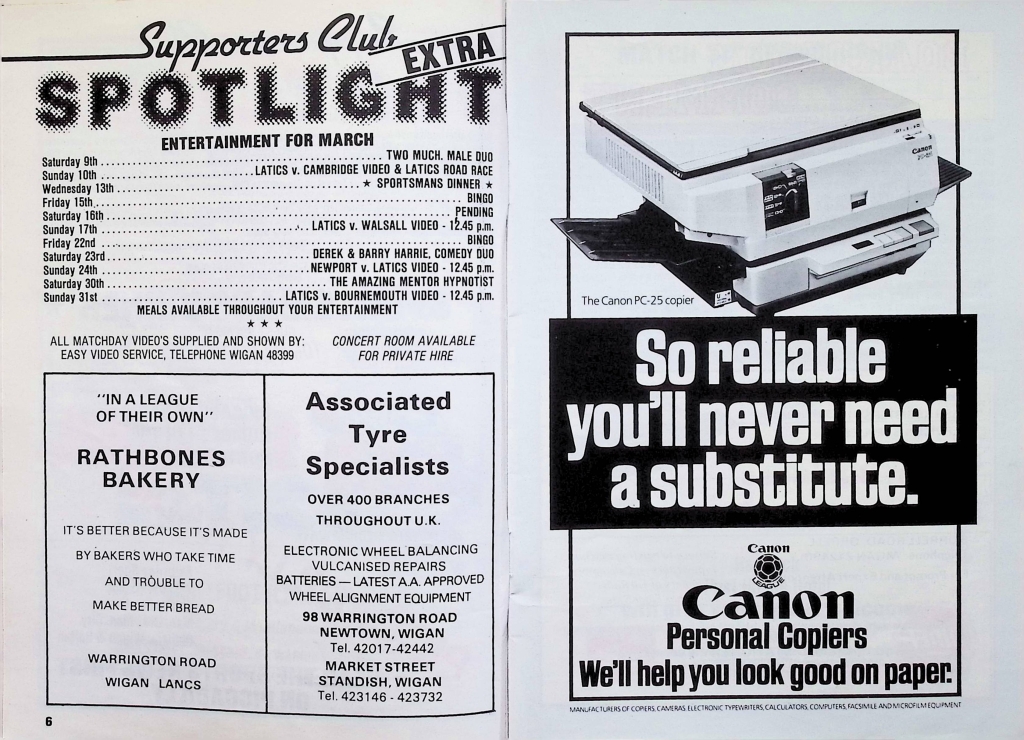 Supporters Club
EXTRA
SPOTLIGHT
ENTERTAINMENT FOR MARCH
Saturday 9th TWO MUCH. MALE DUO
Sunday 10th LATICS v. CAMBRIDGE VIDEO & LATICS ROAD RACE
Wednesday 13th ★ SPORTSMANS DINNER ★
Friday 15th BINGO
Saturday 16th PENDING
Sunday 17th LATICS v. WALSALL VIDEO - 12.45 p.m.
Friday 22nd BINGO
Saturday 23rd DEREK & BARRY HARRIE, COMEDY DUO
Sunday 24th NEWPORT v. LATICS VIDEO - 12.45 p.m.
Saturday 30th THE AMAZING MENTOR HYPNOTIST
Sunday 31st LATICS v. BOURNEMOUTH VIDEO - 12.45 p.m.
MEALS AVAILABLE THROUGHOUT YOUR ENTERTAINMENT
★ ★ ★
ALL MATCHDAY VIDEO'S SUPPLIED AND SHOWN BY:
EASY VIDEO SERVICE, TELEPHONE WIGAN 48399
CONCERT ROOM AVAILABLE
FOR PRIVATE HIRE
"IN A LEAGUE
OF THEIR OWN"
RATHBONES
BAKERY
IT'S BETTER BECAUSE IT'S MADE
BY BAKERS WHO TAKE TIME
AND TROUBLE TO
MAKE BETTER BREAD
WARRINGTON ROAD
WIGAN LANCS
Associated
Tyre
Specialists
OVER 400 BRANCHES
THROUGHOUT U.K.
ELECTRONIC WHEEL BALANCING
VULCANISED REPAIRS
BATTERIES — LATEST A.A. APPROVED
WHEEL ALIGNMENT EQUIPMENT
98 WARRINGTON ROAD
NEWTOWN, WIGAN
Tel. 42017-42442
MARKET STREET
STANDISH, WIGAN
Tel. 423146 - 423732
6
Canon
The Canon PC-25 copier
So reliable
you'll never need
a substitute.
Canon
LEAGUE
Canon
Personal Copiers
We'll help you look good on paper.
MANUFACTURERS OF COPIERS, CAMERAS, ELECTRONIC TYPEWRITERS, CALCULATORS, COMPUTERS, FACSIMILE AND MICROFILM EQUIPMENT